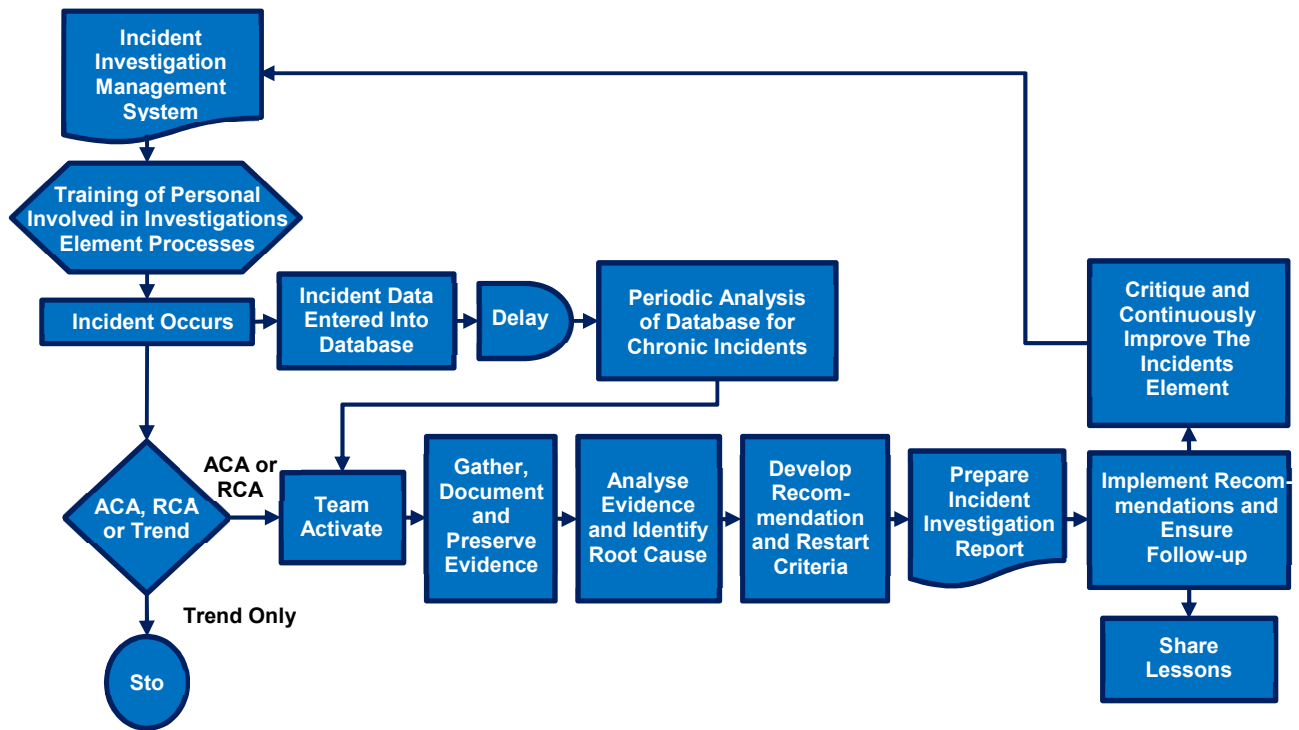 Incident
Investigation
Management
System
Training of Personal
Involved in Investigations
Element Processes
Incident Occurs
Incident Data
Entered Into
Database
Delay
Periodic Analysis
of Database for
Chronic Incidents
Critique and
Continuously
Improve The
Incidents
Element
ACA, RCA
or Trend
ACA or
RCA
Team
Activate
Gather,
Document
and
Preserve
Evidence
Analyse
Evidence
and Identify
Root Cause
Develop
Recom-
mendation
and Restart
Criteria
Prepare
Incident
Investigation
Report
Implement Recom-
mendations and
Ensure
Follow-up
Trend Only
Sto
Share
Lessons